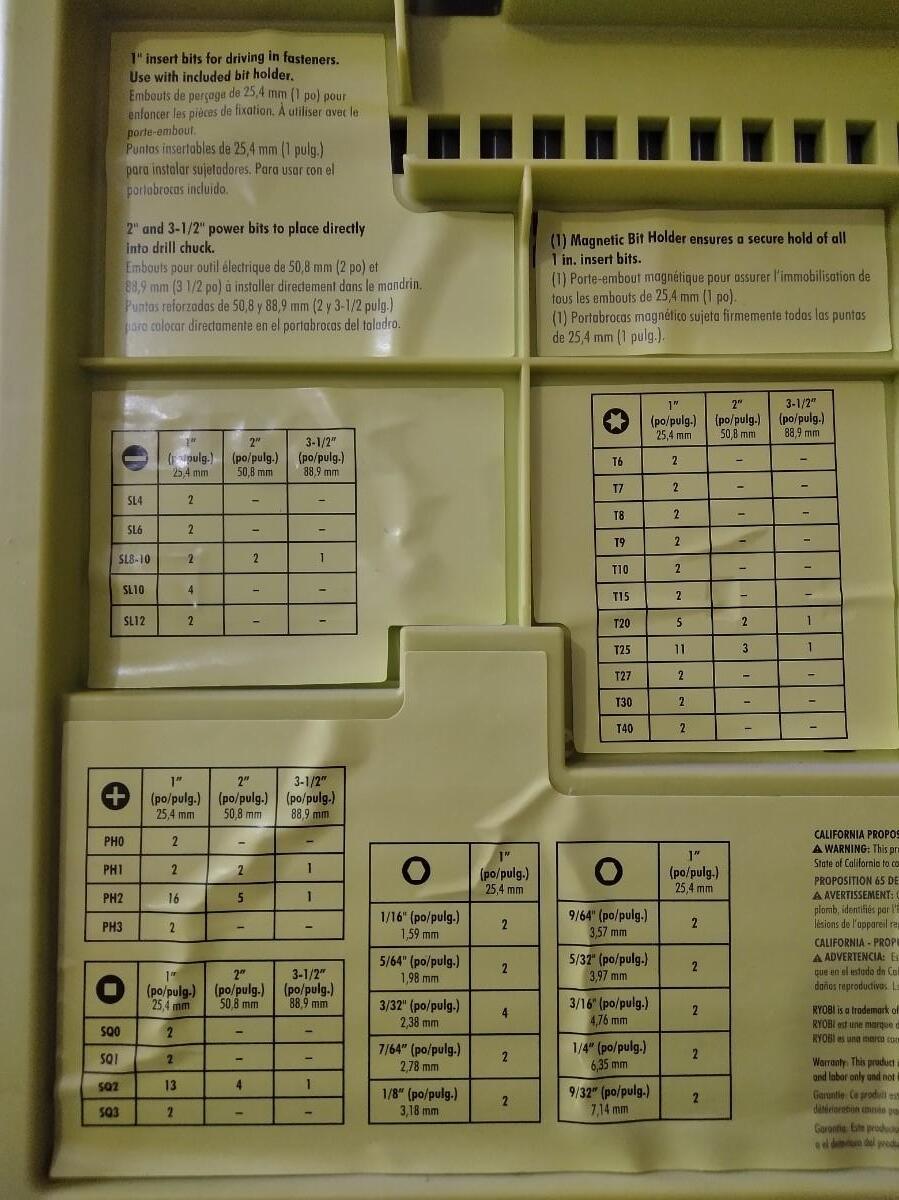 1" insert bits for driving in fasteners.
Use with included bit holder.
Embouts de perçage de 25,4 mm (1 po) pour
enfoncer les pièces de fixation. À utiliser avec le
porte-embout.
Puntas insertables de 25,4 mm (1 pulg.)
para instalar sujetadores. Para usar con el
portabrocas incluido.
2" and 3-1/2" power bits to place directly
into drill chuck.
Embouts pour outil électrique de 50,8 mm (2 po) et
88,9 mm (3 1/2 po) à installer directement dans le mandrin.
Puntas reforzadas de 50,8 y 88,9 mm (2 y 3-1/2 pulg.)
para colocar directamente en el portabrocas del taladro.
(1) Magnetic Bit Holder ensures a secure hold of all
1 in. insert bits.
(1) Porte-embout magnétique pour assurer l'immobilisation de
tous les embouts de 25,4 mm (1 po).
(1) Portabrocas magnético sujeta firmemente todas las puntas
de 25,4 mm (1 pulg.).
1" 2" 3-1/2"
(po/pulg.) (po/pulg.) (po/pulg.)
25,4 mm 50,8 mm 88,9 mm
SL4 2 – –
SL6 2 – –
SL8-10 2 2 1
SL10 4 – –
SL12 2 – –
1" 2" 3-1/2"
(po/pulg.) (po/pulg.) (po/pulg.)
25,4 mm 50,8 mm 88,9 mm
T6 2 – –
T7 2 – –
T8 2 – –
T9 2 – –
T10 2 – –
T15 2 – –
T20 5 2 1
T25 11 3 1
T27 2 – –
T30 2 – –
T40 2 – –
1" 2" 3-1/2"
(po/pulg.) (po/pulg.) (po/pulg.)
25,4 mm 50,8 mm 88,9 mm
PH0 2 – –
PH1 2 2 1
PH2 16 5 1
PH3 2 – –
1" 2" 3-1/2"
(po/pulg.) (po/pulg.) (po/pulg.)
25,4 mm 50,8 mm 88,9 mm
SQ0 2 – –
SQ1 2 – –
SQ2 13 4 1
SQ3 2 – –
1"
(po/pulg.)
25,4 mm
1/16" (po/pulg.) 2
1,59 mm
5/64" (po/pulg.) 2
1,98 mm
3/32" (po/pulg.) 4
2,38 mm
7/64" (po/pulg.) 2
2,78 mm
1/8" (po/pulg.) 2
3,18 mm
1"
(po/pulg.)
25,4 mm
9/64" (po/pulg.) 2
3,57 mm
5/32" (po/pulg.) 2
3,97 mm
3/16" (po/pulg.) 2
4,76 mm
1/4" (po/pulg.) 2
6,35 mm
9/32" (po/pulg.) 2
7,14 mm
CALIFORNIA PROPOS
WARNING: This pr
State of California to ca
PROPOSITION 65 DE
AVERTISSEMENT:
plomb, identifiés par l'
lésions de l'appareil re
CALIFORNIA - PROP
ADVERTENCIA: Es
que en el estado de Cal
daños reproductivos. L
RYOBI is a trademark of
RYOBI est une marque d
RYOBI es una marca com
Warranty: This product i
and labor only and not
Garantie: Ce produit est
détérioration causée pa
Garantía: Este producto
o el deterioro del produ